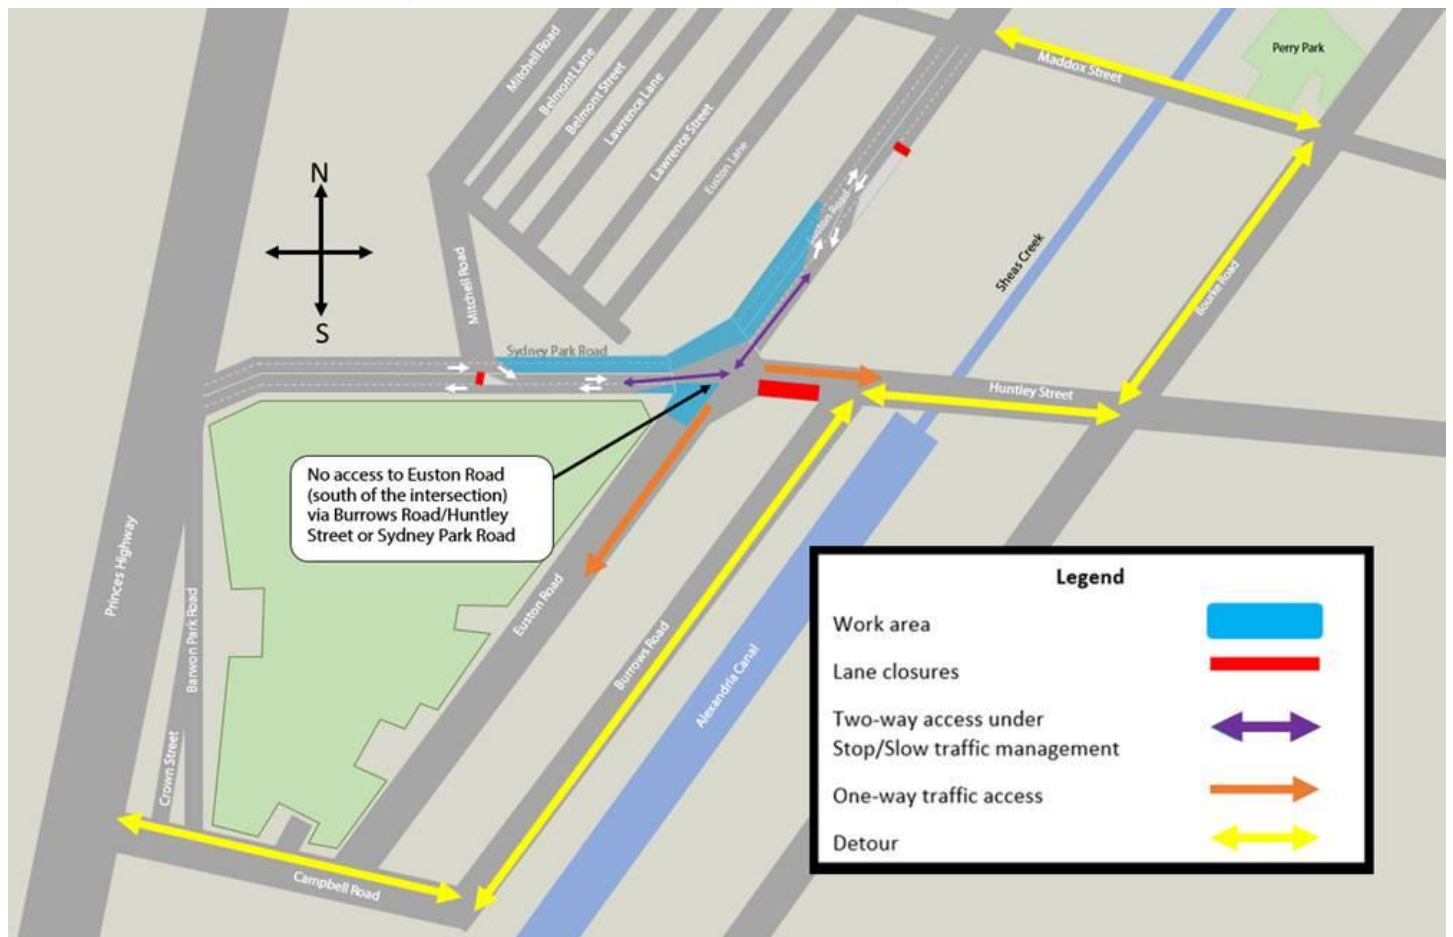 Mitchell Road
Belmont Lane
Belmont Street
Lawrence Lane
Lawrence Street
Euston Lane
Maddox Street
Perry Park
N
S
Mitchell Road
Euston Road
Sheas Creek
Bourke Road
Sydney Park Road
Huntley Street
No access to Euston Road
(south of the intersection)
via Burrows Road/Huntley
Street or Sydney Park Road
Princes Highway
Barwon Park Road
Crown Street
Euston Road
Burrows Road
Alexandria Canal
Campbell Road
Legend
Work area
Lane closures
Two-way access under
Stop/Slow traffic management
One-way traffic access
Detour